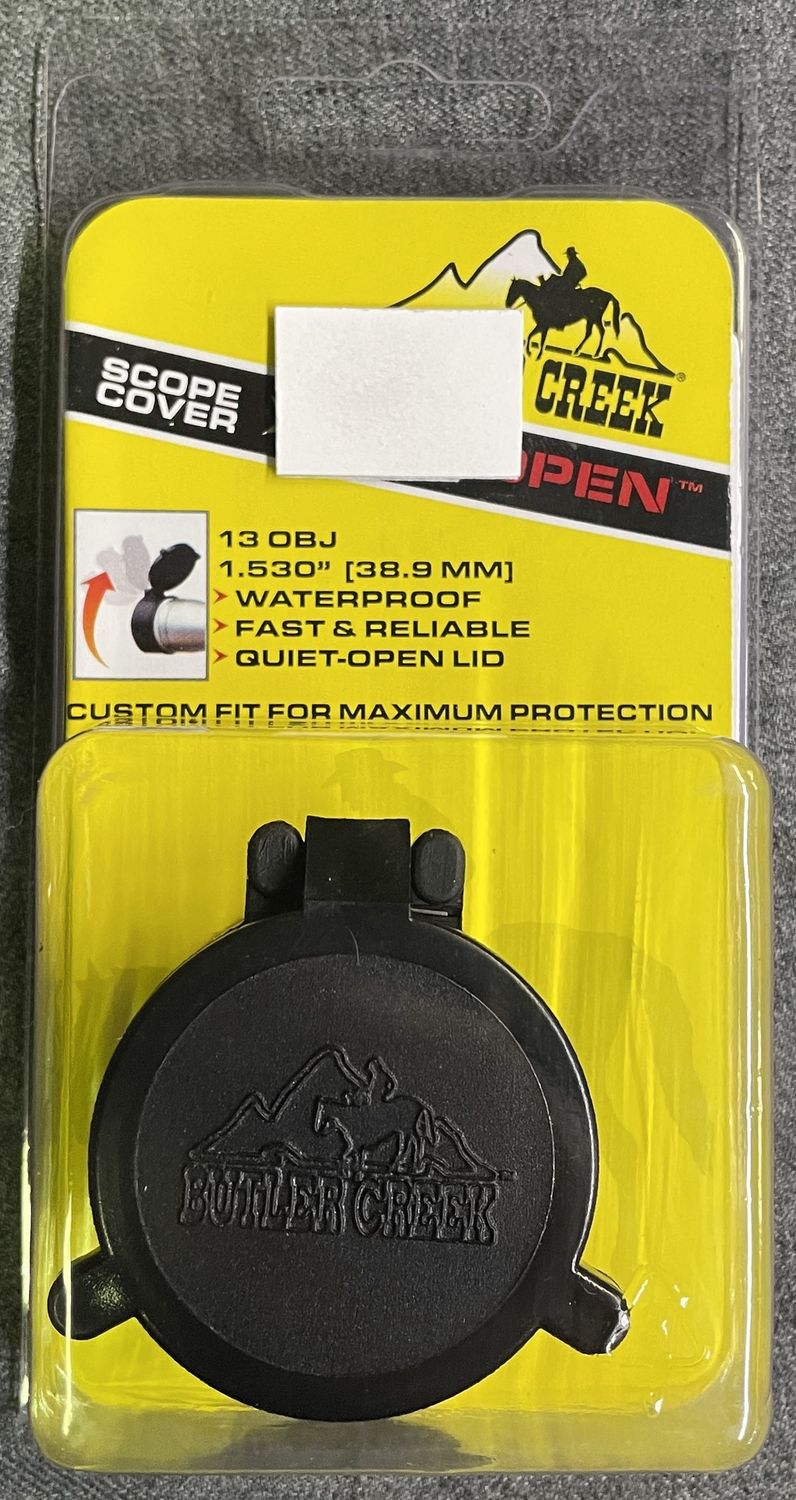 CREEK®
SCOPE
COVER
OPEN™
13 OBJ
1.530" [38.9 MM]
WATERPROOF
FAST & RELIABLE
QUIET-OPEN LID
CUSTOM FIT FOR MAXIMUM PROTECTION
BUTLER CREEK